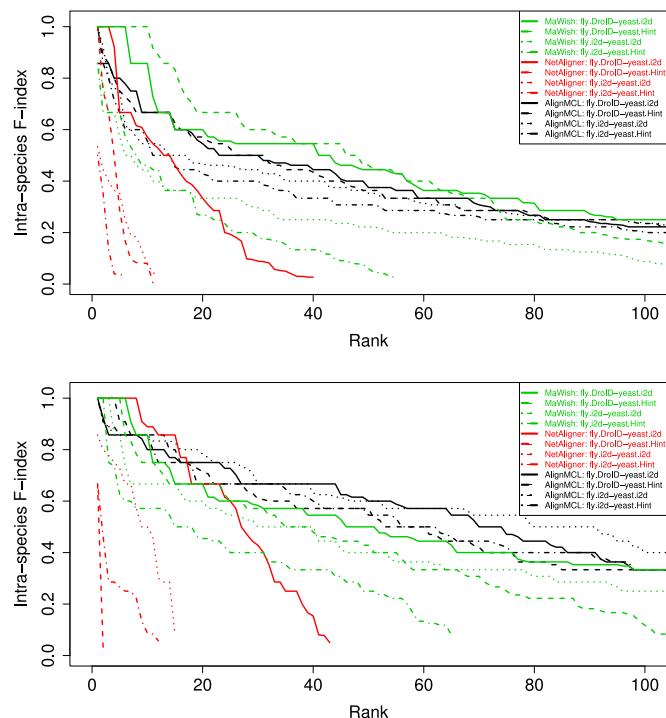 MaWish: fly.DroID-yeast.i2d
MaWish: fly.DroID-yeast.Hint
MaWish: fly.i2d-yeast.i2d
MaWish: fly.i2d-yeast.Hint
NetAligner: fly.DroID-yeast.i2d
NetAligner: fly.DroID-yeast.Hint
NetAligner: fly.i2d-yeast.i2d
NetAligner: fly.i2d-yeast.Hint
AlignMCL: fly.DroID-yeast.i2d
AlignMCL: fly.DroID-yeast.Hint
AlignMCL: fly.i2d-yeast.i2d
AlignMCL: fly.i2d-yeast.Hint
Intra-species F-index
1.0
0.8
0.6
0.4
0.2
0.0
0 20 40 60 80 100
Rank
MaWish: fly.DroID-yeast.i2d
MaWish: fly.DroID-yeast.Hint
MaWish: fly.i2d-yeast.i2d
MaWish: fly.i2d-yeast.Hint
NetAligner: fly.DroID-yeast.i2d
NetAligner: fly.DroID-yeast.Hint
NetAligner: fly.i2d-yeast.i2d
NetAligner: fly.i2d-yeast.Hint
AlignMCL: fly.DroID-yeast.i2d
AlignMCL: fly.DroID-yeast.Hint
AlignMCL: fly.i2d-yeast.i2d
AlignMCL: fly.i2d-yeast.Hint
Intra-species F-index
1.0
0.8
0.6
0.4
0.2
0.0
0 20 40 60 80 100
Rank